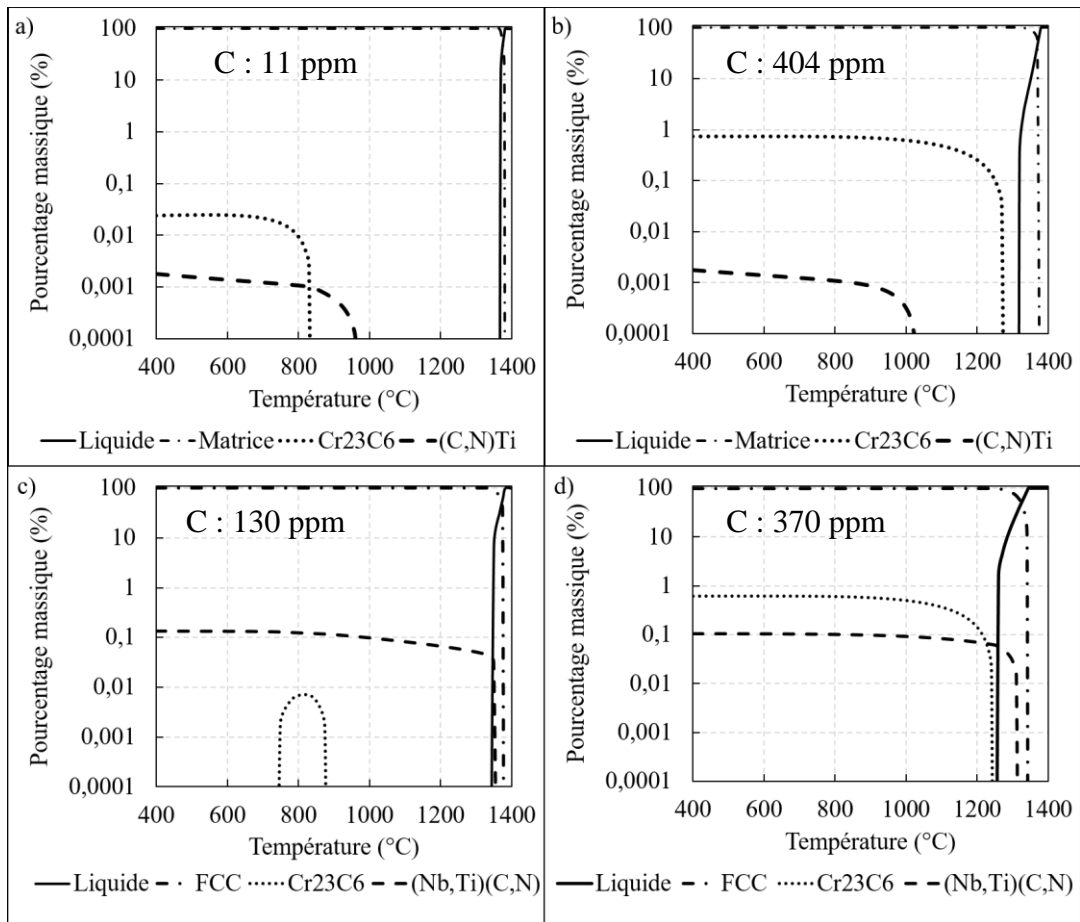 a)
C : 11 ppm
Pourcentage massique (%)
100
10
1
0,1
0,01
0,001
0,0001
400 600 800 1000 1200 1400
Température (°C)
Liquide Matrice Cr23C6 (C,N)Ti
b)
C : 404 ppm
Pourcentage massique (%)
100
10
1
0,1
0,01
0,001
0,0001
400 600 800 1000 1200 1400
Température (°C)
Liquide Matrice Cr23C6 (C,N)Ti
c)
C : 130 ppm
Pourcentage massique (%)
100
10
1
0,1
0,01
0,001
0,0001
400 600 800 1000 1200 1400
Température (°C)
Liquide FCC Cr23C6 (Nb,Ti)(C,N)
d)
C : 370 ppm
Pourcentage massique (%)
100
10
1
0,1
0,01
0,001
0,0001
400 600 800 1000 1200 1400
Température (°C)
Liquide FCC Cr23C6 (Nb,Ti)(C,N)